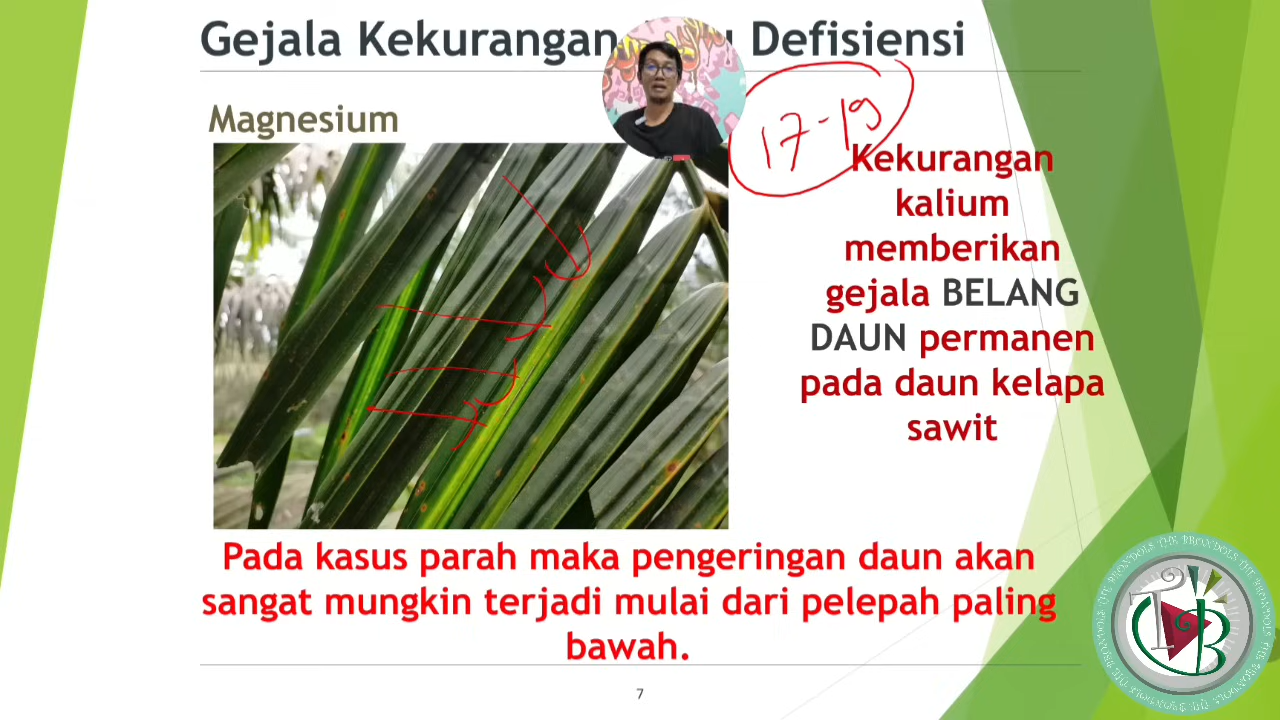 Gejala Kekurangan Defisiensi
Magnesium
17-19
Kekurangan
kalium
memberikan
gejala BELANG
DAUN permanen
pada daun kelapa
sawit
Pada kasus parah maka pengeringan daun akan
sangat mungkin terjadi mulai dari pelepah paling
bawah.
7